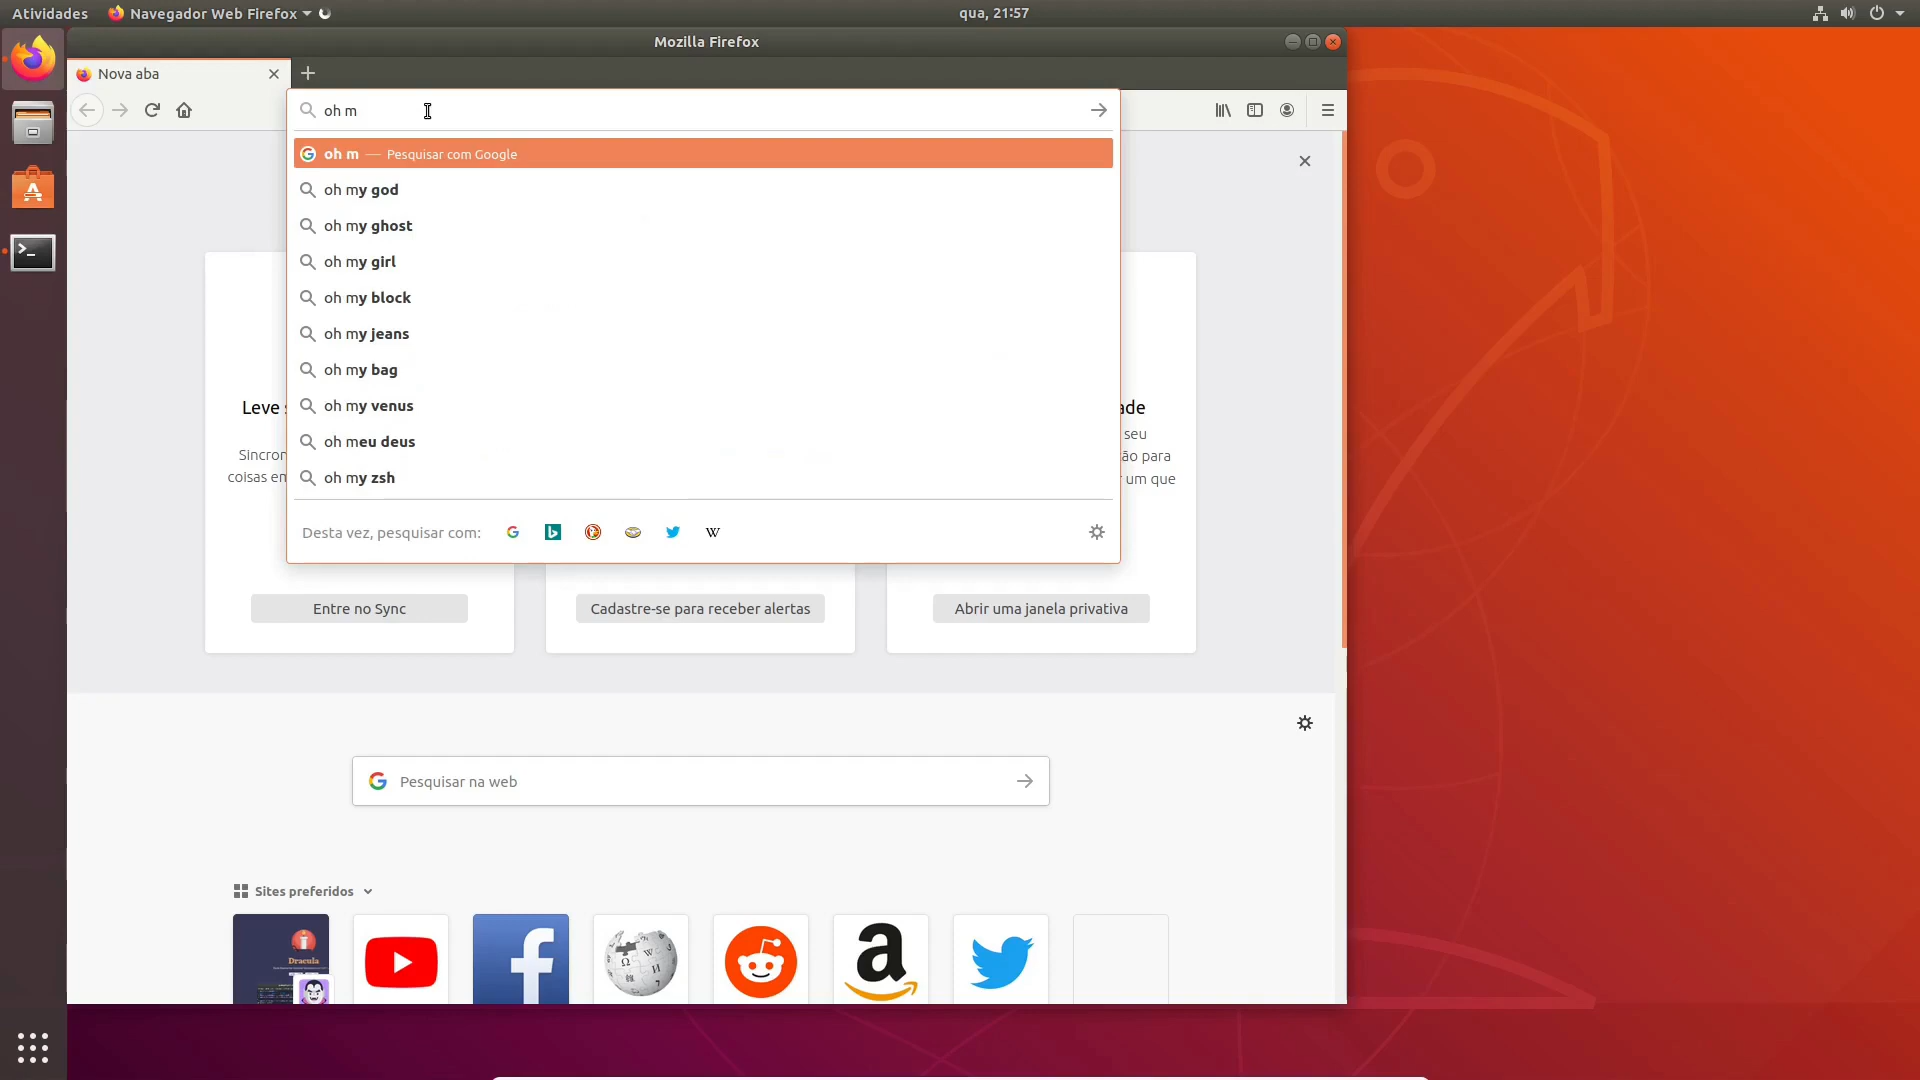 Atividades
Navegador Web Firefox
qua, 21:57
Mozilla Firefox
Nova aba
oh m
oh m — Pesquisar com Google
oh my god
oh my ghost
oh my girl
oh my block
oh my jeans
oh my bag
oh my venus
oh meu deus
oh my zsh
Desta vez, pesquisar com:
Leve
Sincron
coisas en
ade
seu
ão para
um que
Entre no Sync
Cadastre-se para receber alertas
Abrir uma janela privativa
Pesquisar na web
Sites preferidos
Dracula